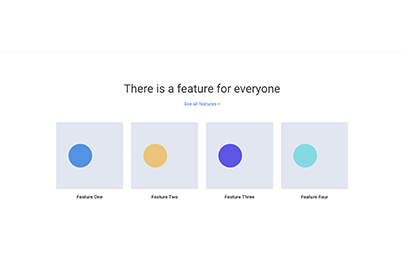 There is a feature for everyone
See all features >
Feature One
Feature Two
Feature Three
Feature Four